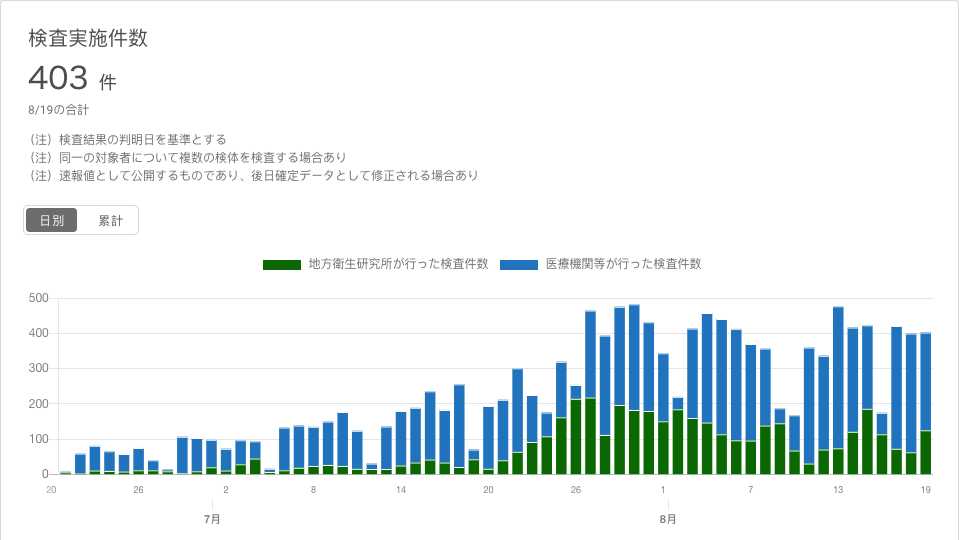 検査実施件数
403 件
8/19の合計
（注）検査結果の判明日を基準とする
（注）同一の対象者について複数の検体を検査する場合あり
（注）速報値として公開するものであり、後日確定データとして修正される場合あり
日別 累計
地方衛生研究所が行った検査件数 医療機関等が行った検査件数
500
400
300
200
100
0
20 26 2 8 14 20 26 1 7 13 19
7月 8月